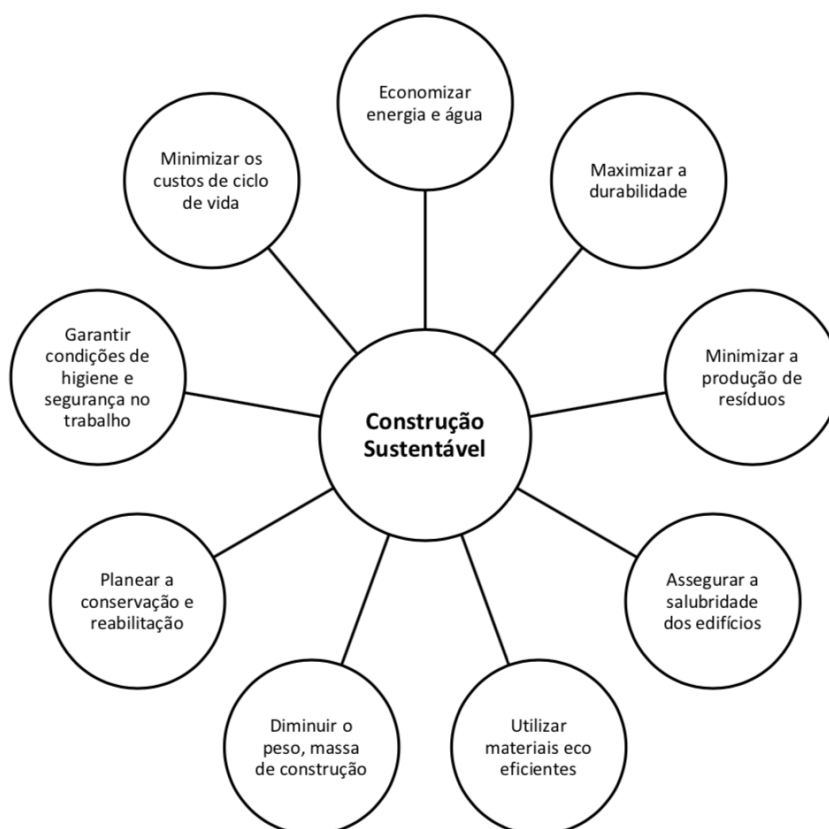 Economizar
energia e água
Maximizar a
durabilidade
Minimizar a
produção de
resíduos
Assegurar a
salubridade
dos edifícios
Utilizar
materiais eco
eficientes
Diminuir o
peso, massa
de construção
Planear a
conservação e
reabilitação
Garantir
condições de
higiene e
segurança no
trabalho
Minimizar os
custos de ciclo
de vida
Construção
Sustentável